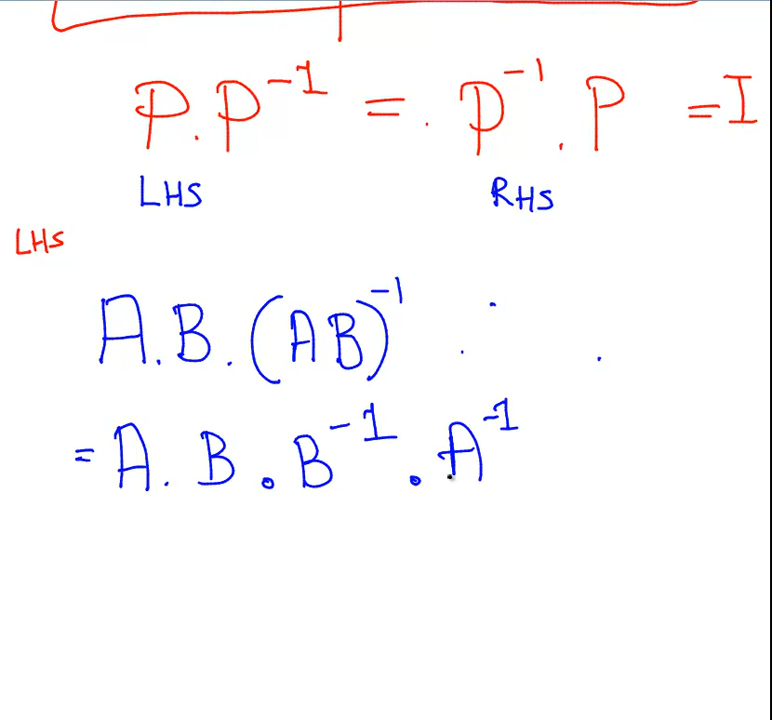 P.P⁻¹ = . P⁻¹ . P = I
LHS RHS
LHS
A.B.(AB)⁻¹
= A. B . B⁻¹ . A⁻¹